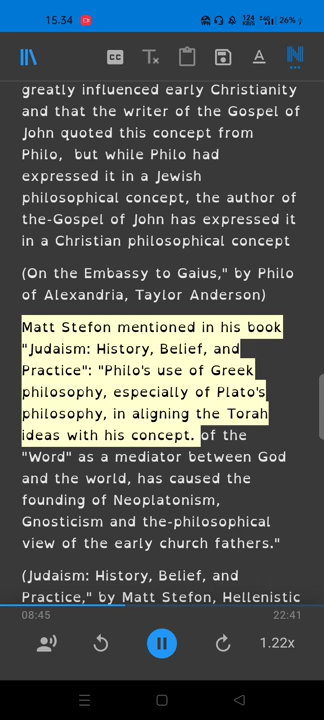 15.34
124
KB/S
26%
CC
greatly influenced early Christianity
and that the writer of the Gospel of
John quoted this concept from
Philo,  but while Philo had
expressed it in a Jewish
philosophical concept, the author of
the-Gospel of John has expressed it
in a Christian philosophical concept
(On the Embassy to Gaius," by Philo
of Alexandria, Taylor Anderson)
Matt Stefon mentioned in his book
"Judaism: History, Belief, and
Practice": "Philo's use of Greek
philosophy, especially of Plato's
philosophy, in aligning the Torah
ideas with his concept. of the
"Word" as a mediator between God
and the world, has caused the
founding of Neoplatonism,
Gnosticism and the-philosophical
view of the early church fathers."
(Judaism: History, Belief, and
Practice," by Matt Stefon, Hellenistic
08:45 22:41
1.22x